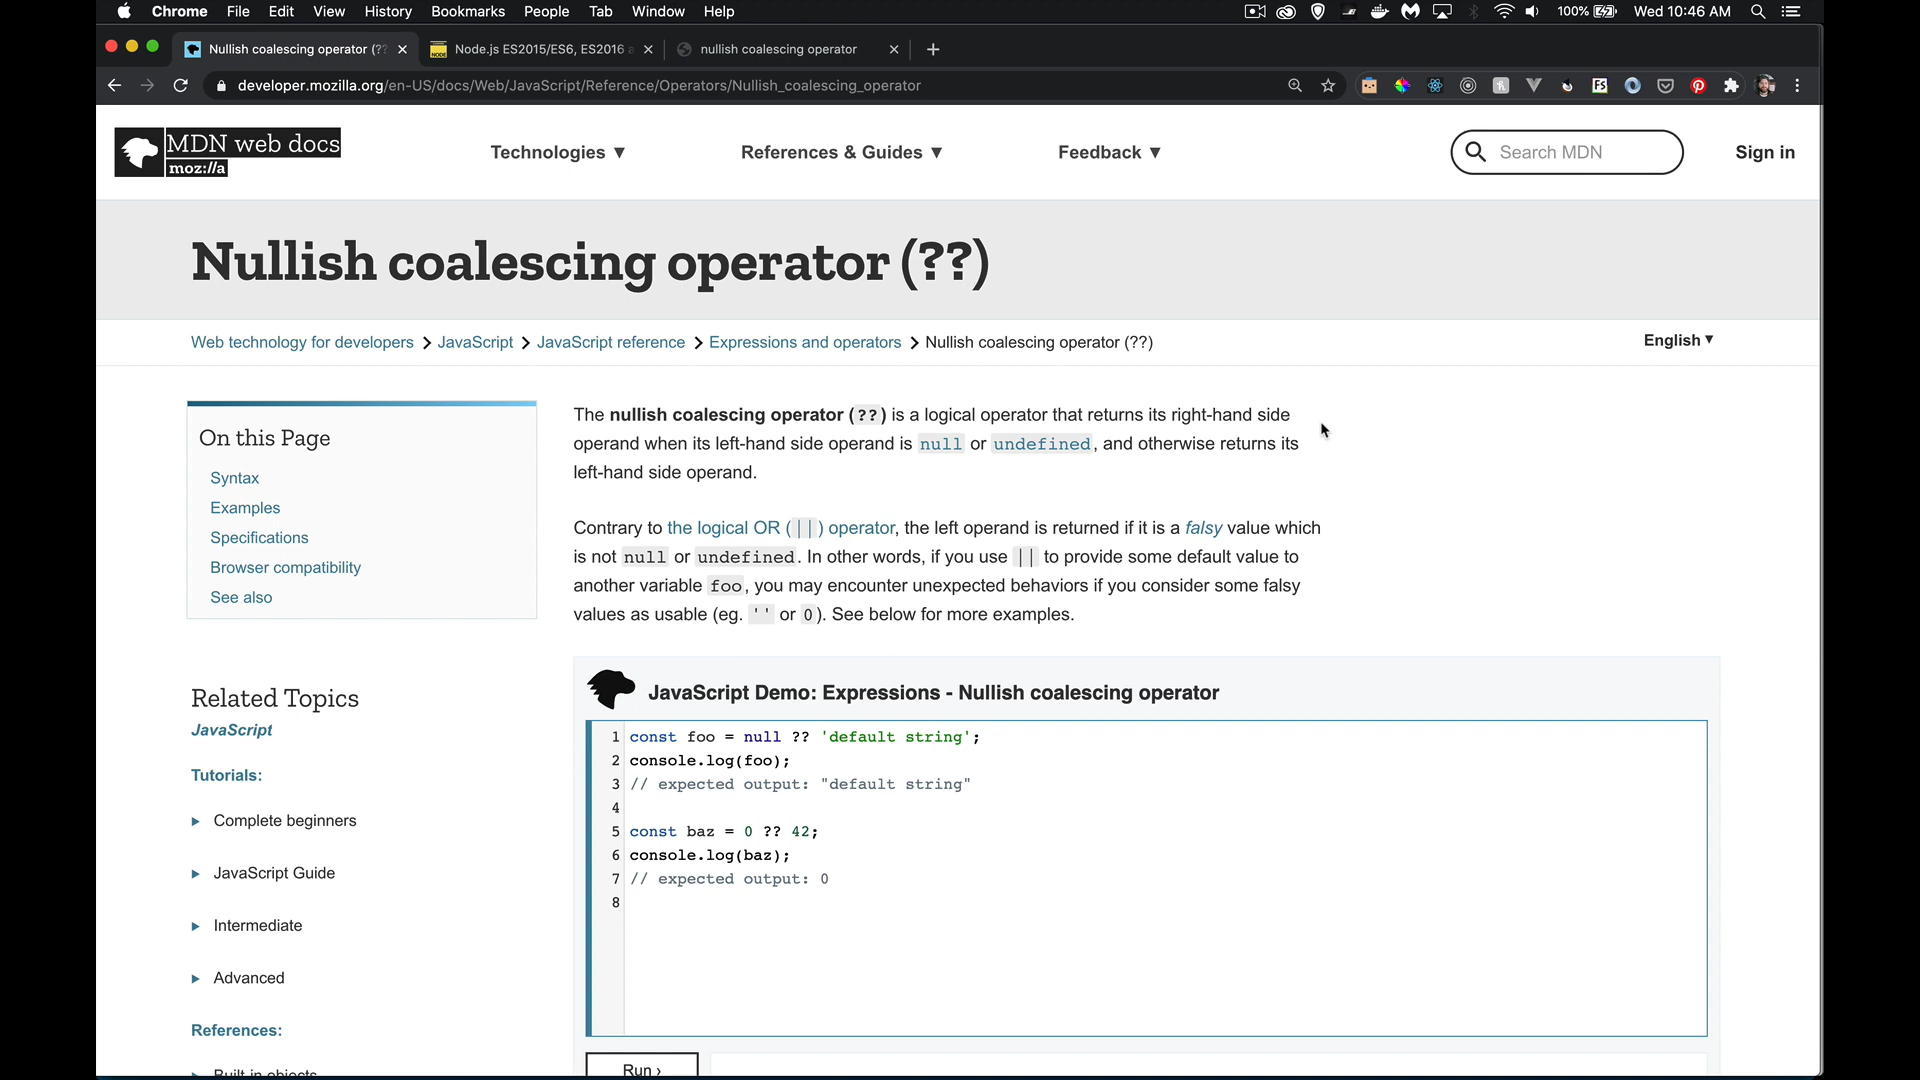 Chrome File Edit View History Bookmarks People Tab Window Help 100% Wed 10:46 AM
Nullish coalescing operator (?? Node.js ES2015/ES6, ES2016 a nullish coalescing operator
developer.mozilla.org/en-US/docs/Web/JavaScript/Reference/Operators/Nullish_coalescing_operator
MDN web docs
moz://a
Technologies ▼ References & Guides ▼ Feedback ▼ Search MDN Sign in
Nullish coalescing operator (??)
Web technology for developers > JavaScript > JavaScript reference > Expressions and operators > Nullish coalescing operator (??)
English ▼
On this Page
Syntax
Examples
Specifications
Browser compatibility
See also
Related Topics
JavaScript
Tutorials:
▶ Complete beginners
▶ JavaScript Guide
▶ Intermediate
▶ Advanced
References:
▶ Built-in objects
The nullish coalescing operator (??) is a logical operator that returns its right-hand side
operand when its left-hand side operand is null or undefined, and otherwise returns its
left-hand side operand.
Contrary to the logical OR (||) operator, the left operand is returned if it is a falsy value which
is not null or undefined. In other words, if you use || to provide some default value to
another variable foo, you may encounter unexpected behaviors if you consider some falsy
values as usable (eg. '' or 0). See below for more examples.
JavaScript Demo: Expressions - Nullish coalescing operator
1 const foo = null ?? 'default string';
2 console.log(foo);
3 // expected output: "default string"
4
5 const baz = 0 ?? 42;
6 console.log(baz);
7 // expected output: 0
8
Run ›